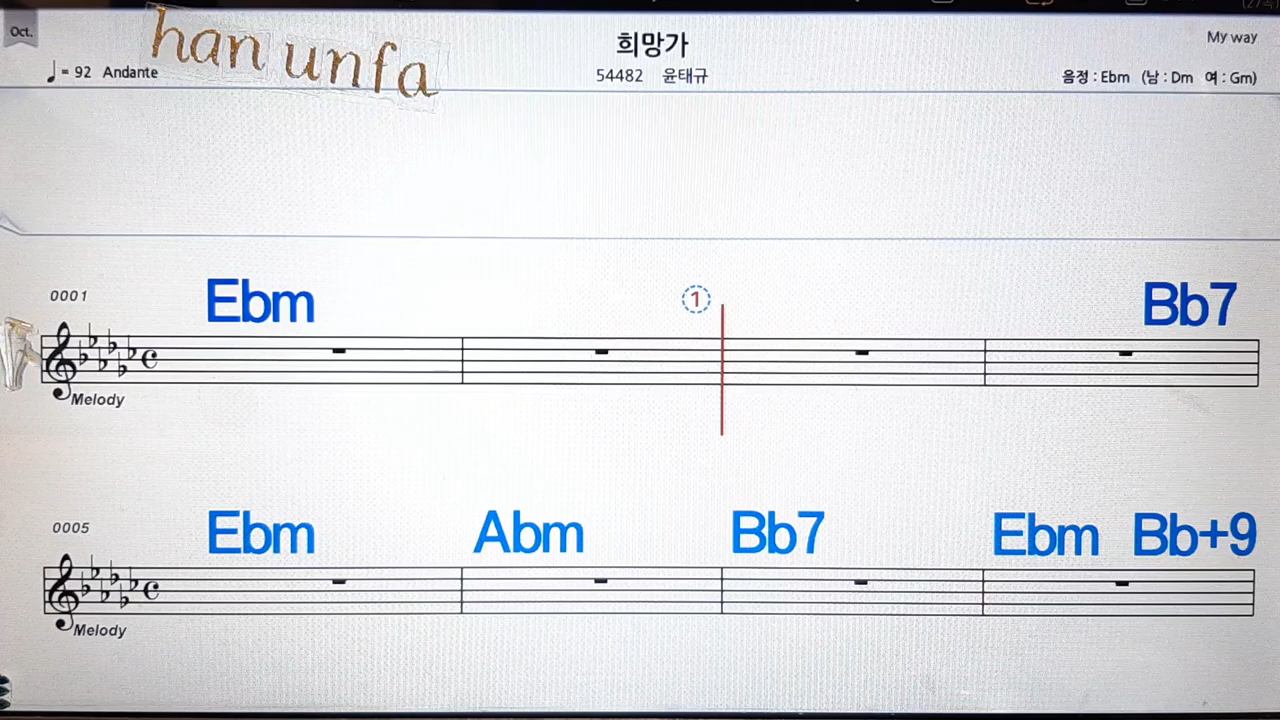 Oct.
han unfa
희망가
My way
♩ = 92 Andante
54482 윤태규
음정 : Ebm (남 : Dm 여 : Gm)
0001
Ebm
1
Bb7
Melody
0005
Ebm Abm Bb7 Ebm Bb+9
Melody